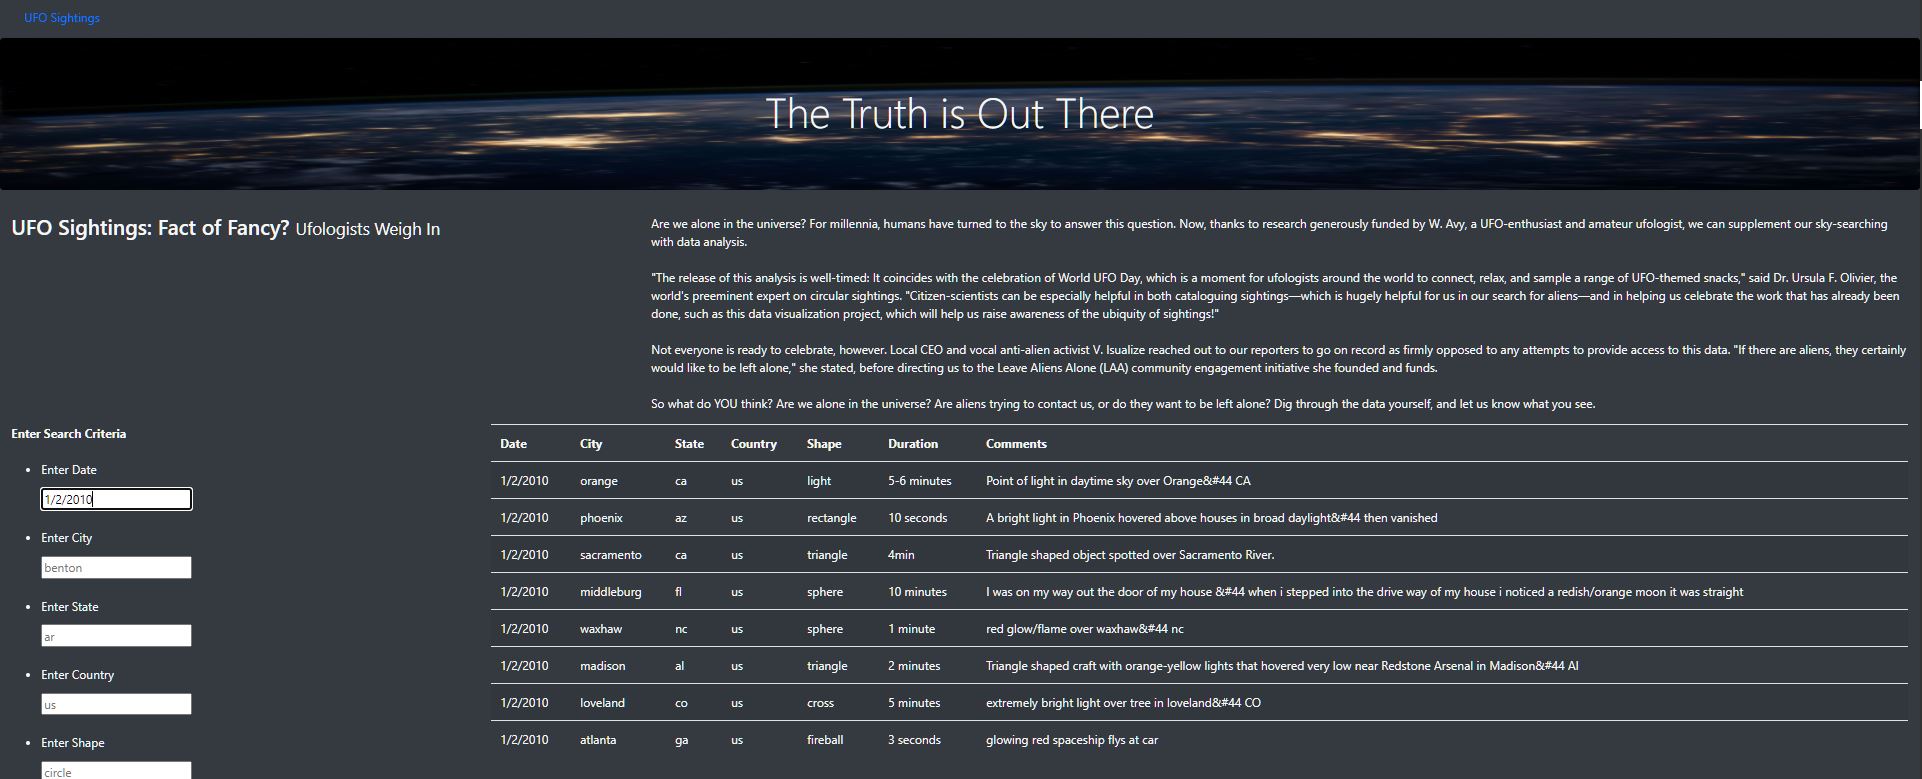 UFO Sightings
The Truth is Out There
UFO Sightings: Fact of Fancy? Ufologists Weigh In
Are we alone in the universe? For millennia, humans have turned to the sky to answer this question. Now, thanks to research generously funded by W. Avy, a UFO-enthusiast and amateur ufologist, we can supplement our sky-searching
with data analysis.
"The release of this analysis is well-timed: It coincides with the celebration of World UFO Day, which is a moment for ufologists around the world to connect, relax, and sample a range of UFO-themed snacks," said Dr. Ursula F. Olivier, the
world's preeminent expert on circular sightings. "Citizen-scientists can be especially helpful in both cataloguing sightings—which is hugely helpful for us in our search for aliens—and in helping us celebrate the work that has already been
done, such as this data visualization project, which will help us raise awareness of the ubiquity of sightings!"
Not everyone is ready to celebrate, however. Local CEO and vocal anti-alien activist V. Isualize reached out to our reporters to go on record as firmly opposed to any attempts to provide access to this data. "If there are aliens, they certainly
would like to be left alone," she stated, before directing us to the Leave Aliens Alone (LAA) community engagement initiative she founded and funds.
So what do YOU think? Are we alone in the universe? Are aliens trying to contact us, or do they want to be left alone? Dig through the data yourself, and let us know what you see.
Enter Search Criteria
Enter Date
1/2/2010
Enter City
benton
Enter State
ar
Enter Country
us
Enter Shape
circle
Date City State Country Shape Duration Comments
1/2/2010 orange ca us light 5-6 minutes Point of light in daytime sky over Orange&#44 CA
1/2/2010 phoenix az us rectangle 10 seconds A bright light in Phoenix hovered above houses in broad daylight&#44 then vanished
1/2/2010 sacramento ca us triangle 4min Triangle shaped object spotted over Sacramento River.
1/2/2010 middleburg fl us sphere 10 minutes I was on my way out the door of my house &#44 when i stepped into the drive way of my house i noticed a redish/orange moon it was straight
1/2/2010 waxhaw nc us sphere 1 minute red glow/flame over waxhaw&#44 nc
1/2/2010 madison al us triangle 2 minutes Triangle shaped craft with orange-yellow lights that hovered very low near Redstone Arsenal in Madison&#44 Al
1/2/2010 loveland co us cross 5 minutes extremely bright light over tree in loveland&#44 CO
1/2/2010 atlanta ga us fireball 3 seconds glowing red spaceship flys at car